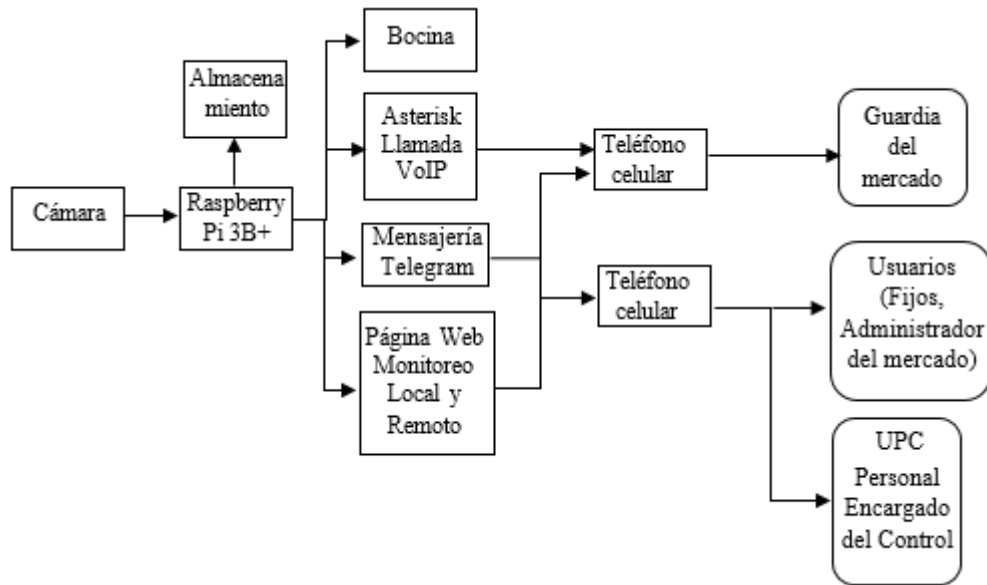 Bocina
Almacena
miento
Asterisk
Llamada
VoIP
Teléfono
celular
Guardia
del
mercado
Cámara
Raspberry
Pi 3B+
Mensajería
Telegram
Teléfono
celular
Usuarios
(Fijos,
Administrador
del mercado)
Página Web
Monitoreo
Local y
Remoto
UPC
Personal
Encargado
del Control